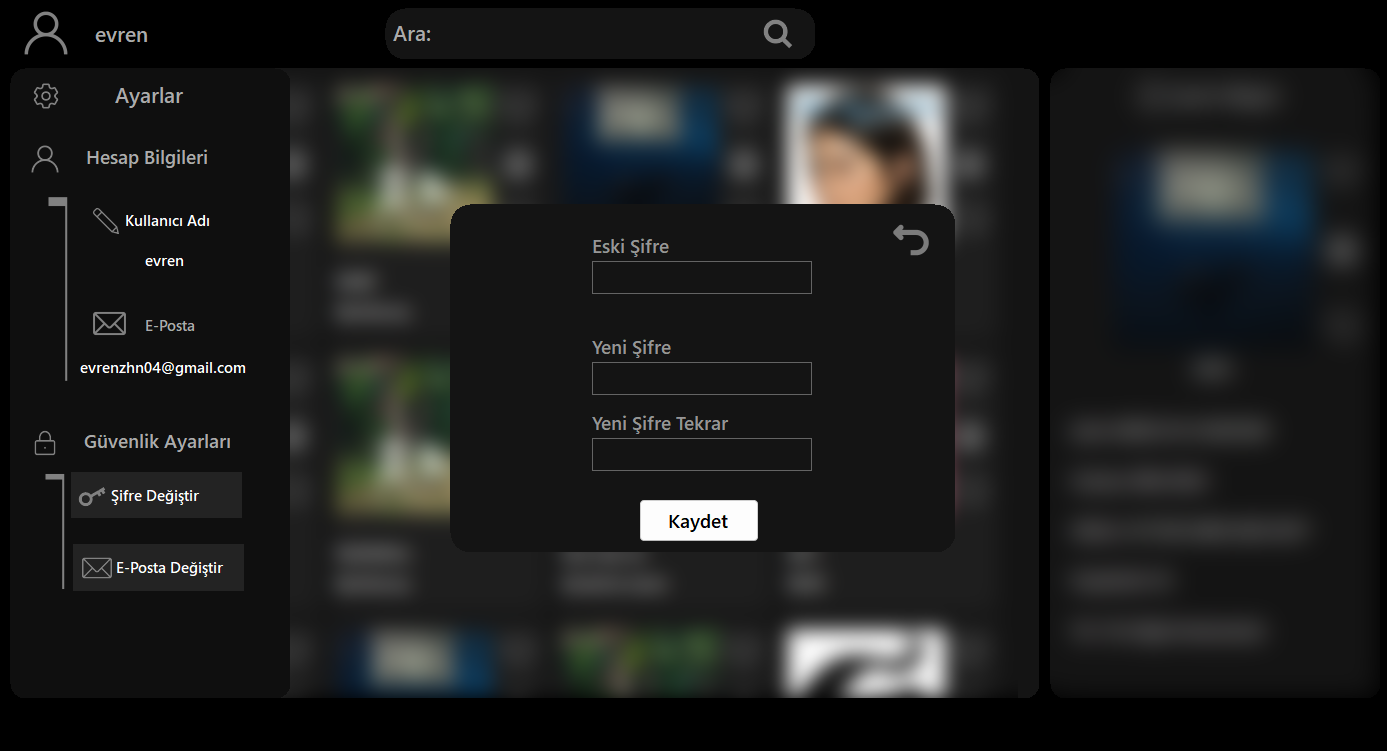 evren
Ara:
Ayarlar
Hesap Bilgileri
Kullanıcı Adı
evren
E-Posta
evrenzhn04@gmail.com
Güvenlik Ayarları
Şifre Değiştir
E-Posta Değiştir
Eski Şifre
Yeni Şifre
Yeni Şifre Tekrar
Kaydet